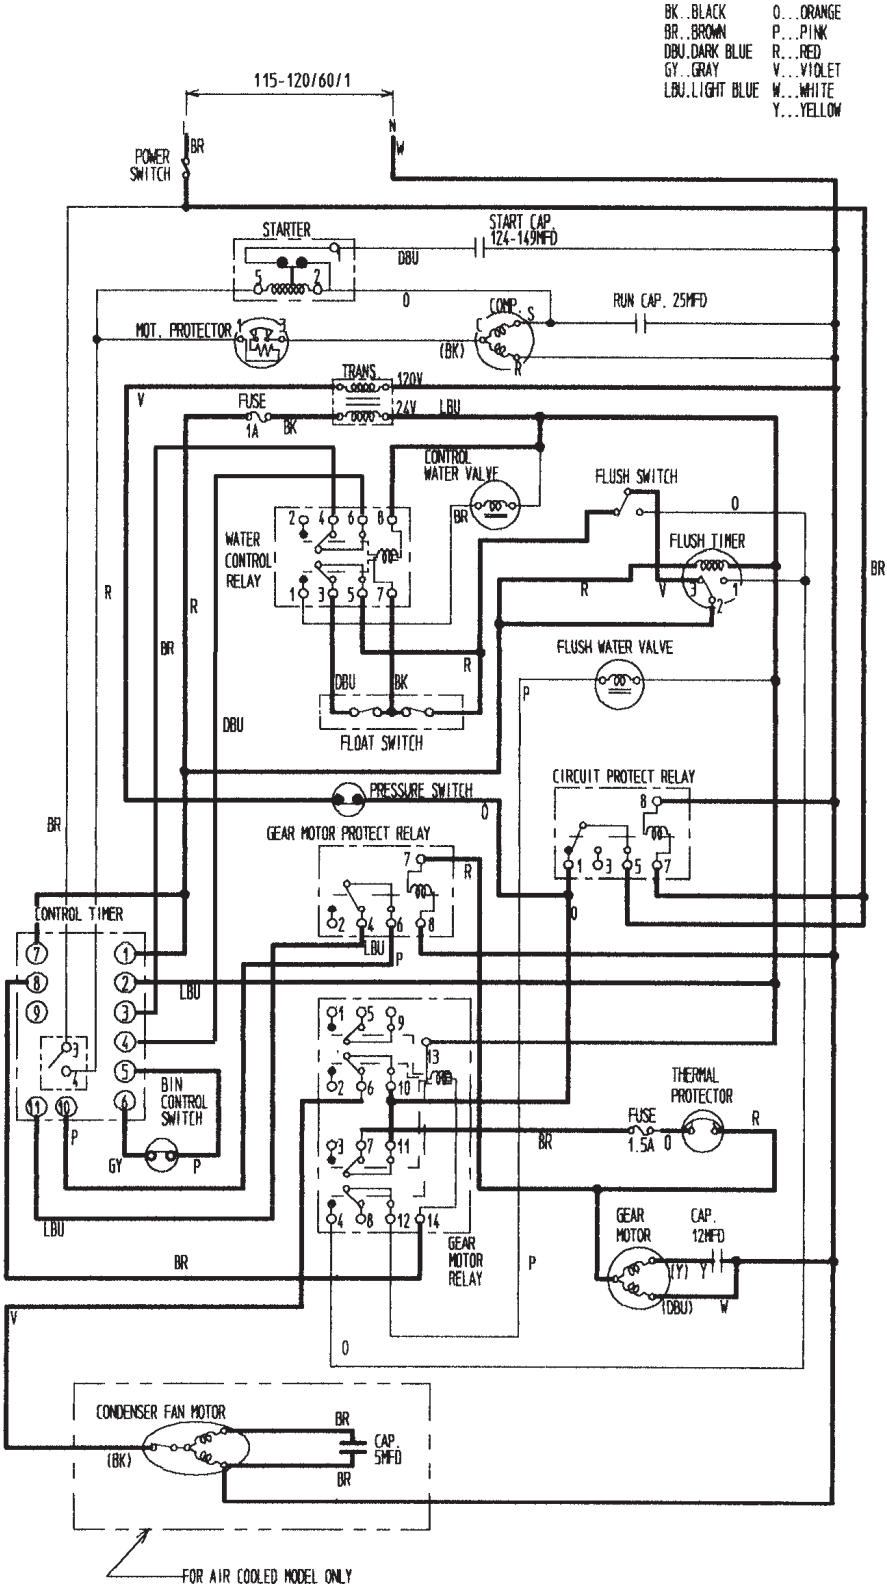 BK..BLACK O...ORANGE
BR..BROWN P...PINK
DBU.DARK BLUE R...RED
GY..GRAY V...VIOLET
LBU.LIGHT BLUE W...WHITE
Y...YELLOW
115-120/60/1
L N
BR W
POWER
SWITCH
STARTER
START CAP.
124-149MFD
1
DBU
5 2
O
RUN CAP. 25MFD
COMP. S
MOT. PROTECTOR 1 3
C
(BK)
R
TRANS.
120V
V
FUSE
24V LBU
1A BK
CONTROL
WATER VALVE
FLUSH SWITCH
BR
O
2 4 6 8
WATER
CONTROL
RELAY
FLUSH TIMER
BR
R
R
R V 3 1
2
1 3 5 7
BR
R
FLUSH WATER VALVE
DBU BK
P
DBU
FLOAT SWITCH
CIRCUIT PROTECT RELAY
PRESSURE SWITCH
O
8
BR
GEAR MOTOR PROTECT RELAY
7
R
1 3 5 7
CONTROL TIMER
2 4 6 8
O
LBU P
7 1
8 2
LBU
9 3
4
1 5 9
13
3
4
5
BIN
CONTROL
SWITCH
6
2 6 10
THERMAL
PROTECTOR
11 10
P
FUSE
1.5A O
R
BR
3 7 11
GY P
4 8 12 14
LBU
GEAR
MOTOR
CAP.
12MFD
GEAR
MOTOR
RELAY
BR
P
(Y) Y
(DBU) W
V
O
CONDENSER FAN MOTOR
BR
CAP.
5MFD
(BK)
BR
FOR AIR COOLED MODEL ONLY